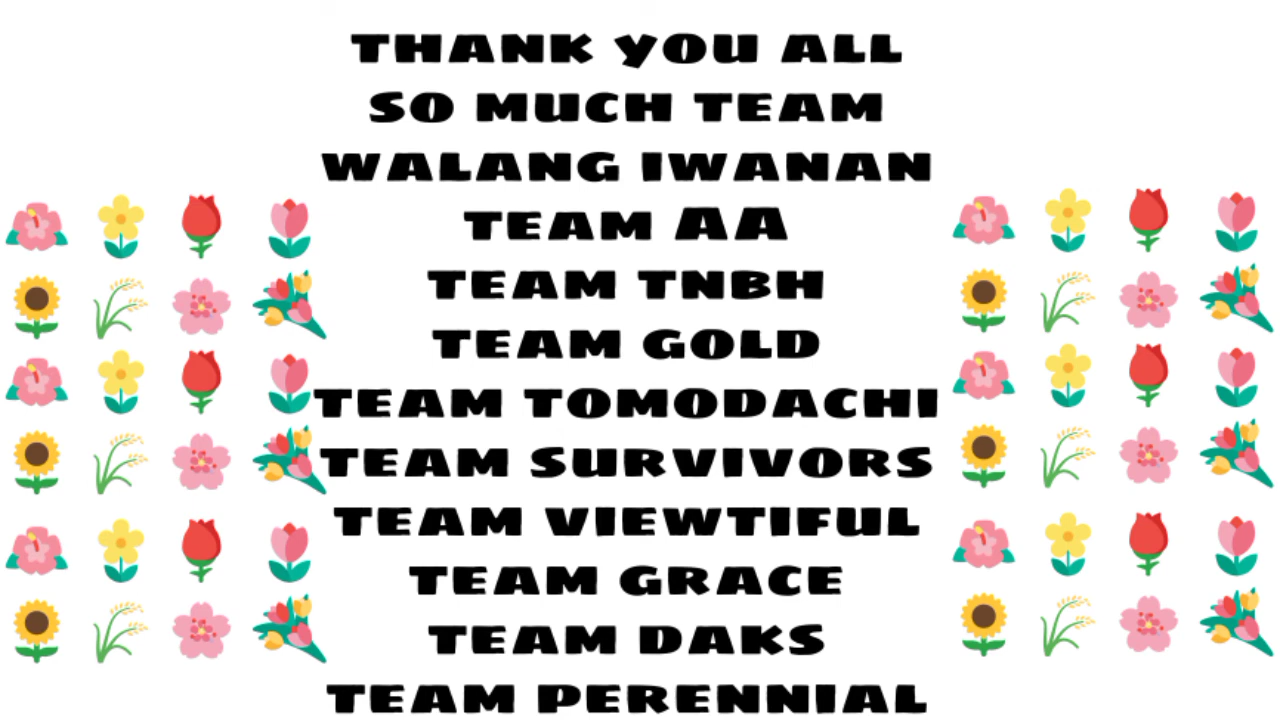 THANK YOU ALL
SO MUCH TEAM
WALANG IWANAN
TEAM AA
TEAM TNBH
TEAM GOLD
TEAM TOMODACHI
TEAM SURVIVORS
TEAM VIEWTIFUL
TEAM GRACE
TEAM DAKS
TEAM PERENNIAL